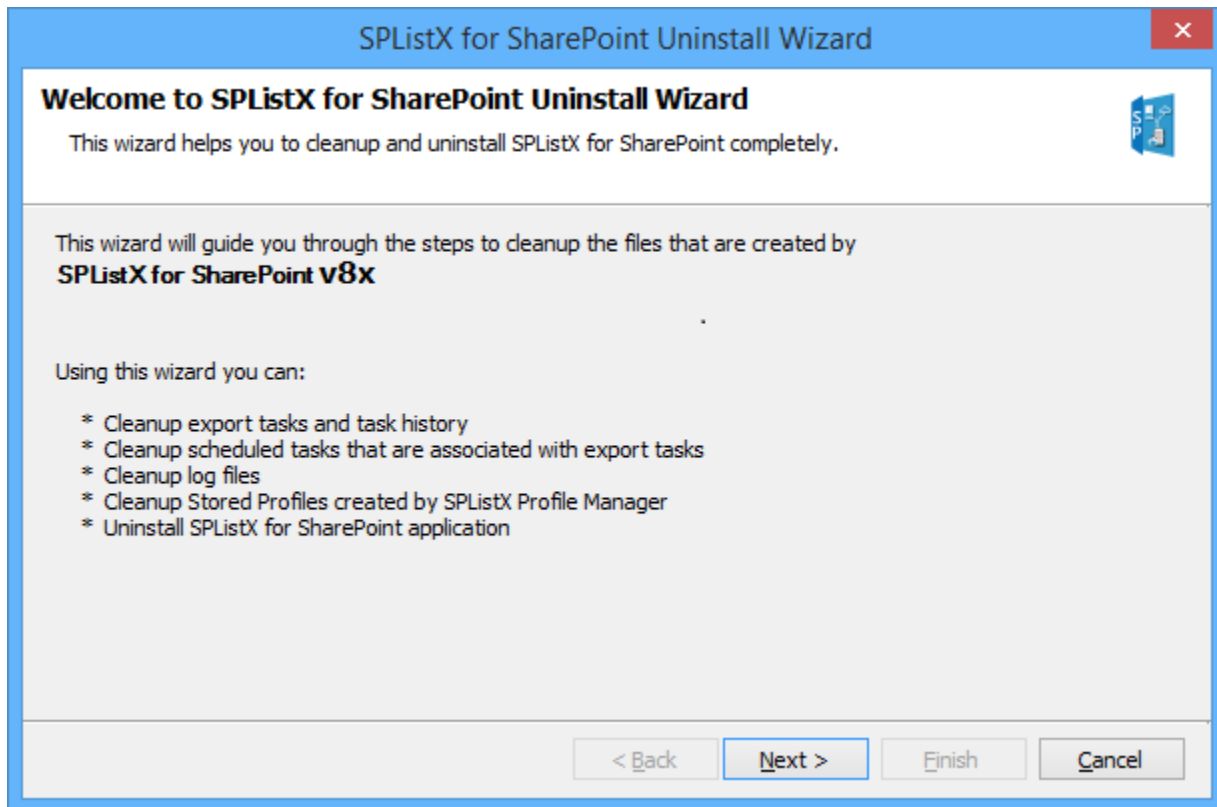 SPListX for SharePoint Uninstall Wizard
Welcome to SPListX for SharePoint Uninstall Wizard
This wizard helps you to cleanup and uninstall SPListX for SharePoint completely.
S
P
This wizard will guide you through the steps to cleanup the files that are created by
SPListX for SharePoint v8x
.
Using this wizard you can:
* Cleanup export tasks and task history
* Cleanup scheduled tasks that are associated with export tasks
* Cleanup log files
* Cleanup Stored Profiles created by SPListX Profile Manager
* Uninstall SPListX for SharePoint application
< Back Next > Finish Cancel